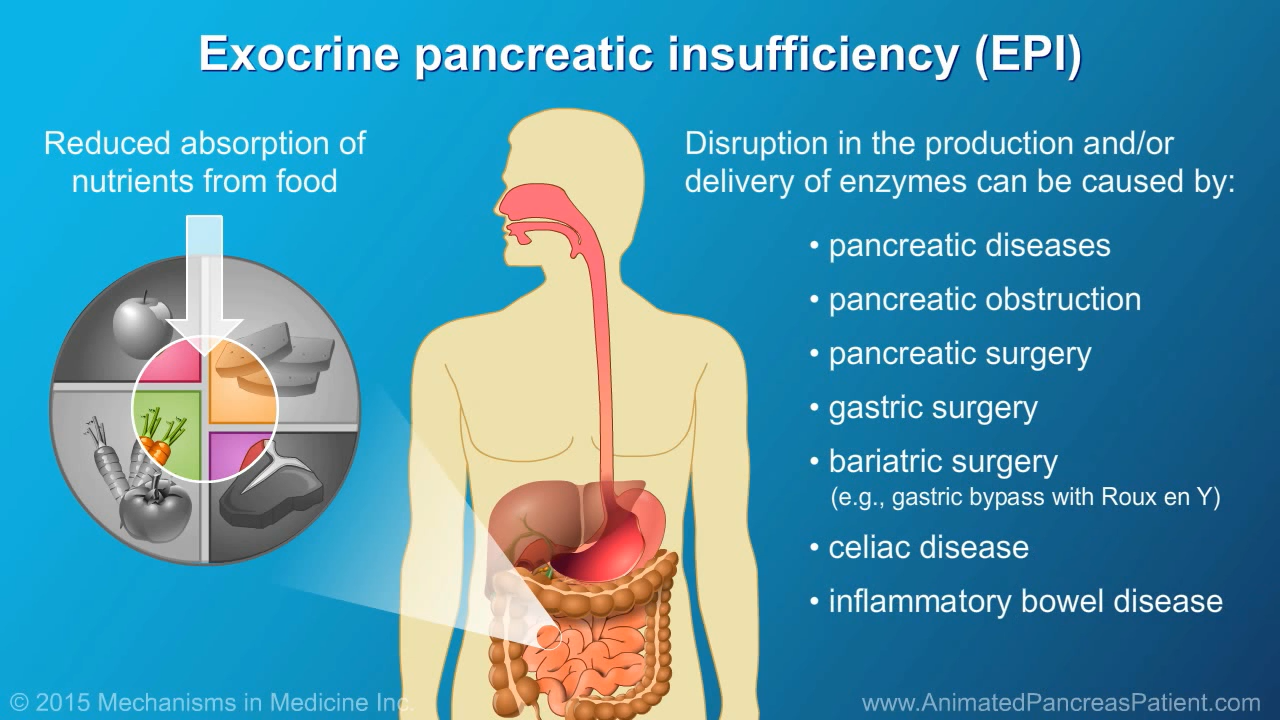 Exocrine pancreatic insufficiency (EPI)
Reduced absorption of
nutrients from food
Disruption in the production and/or
delivery of enzymes can be caused by:
• pancreatic diseases
• pancreatic obstruction
• pancreatic surgery
• gastric surgery
• bariatric surgery
(e.g., gastric bypass with Roux en Y)
• celiac disease
• inflammatory bowel disease
© 2015 Mechanisms in Medicine Inc.
www.AnimatedPancreasPatient.com